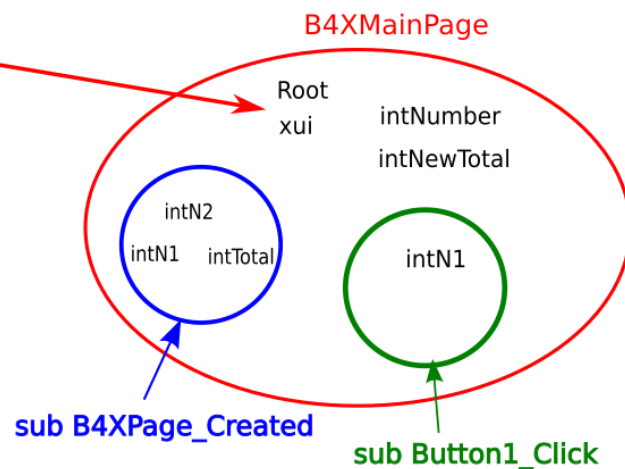 B4XMainPage
Root
xui
intNumber
intNewTotal
intN2
intN1 intTotal
intN1
sub B4XPage_Created
sub Button1_Click